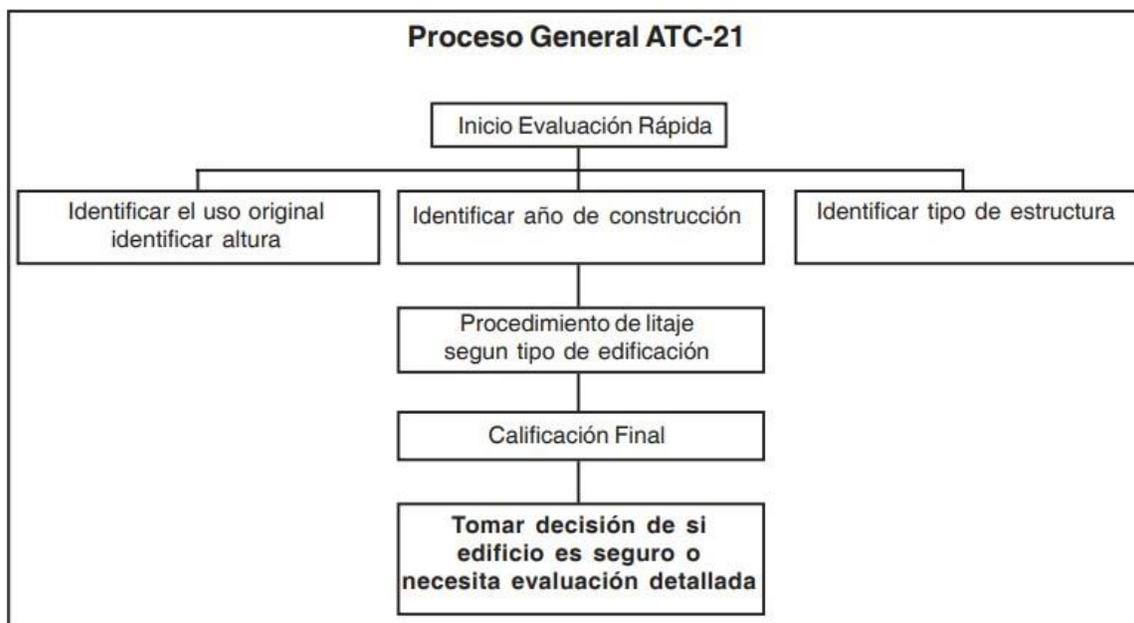 Proceso General ATC-21
Inicio Evaluación Rápida
Identificar el uso original
identificar altura
Identificar año de construcción
Identificar tipo de estructura
Procedimiento de litaje
segun tipo de edificación
Calificación Final
Tomar decisión de si
edificio es seguro o
necesita evaluación detallada